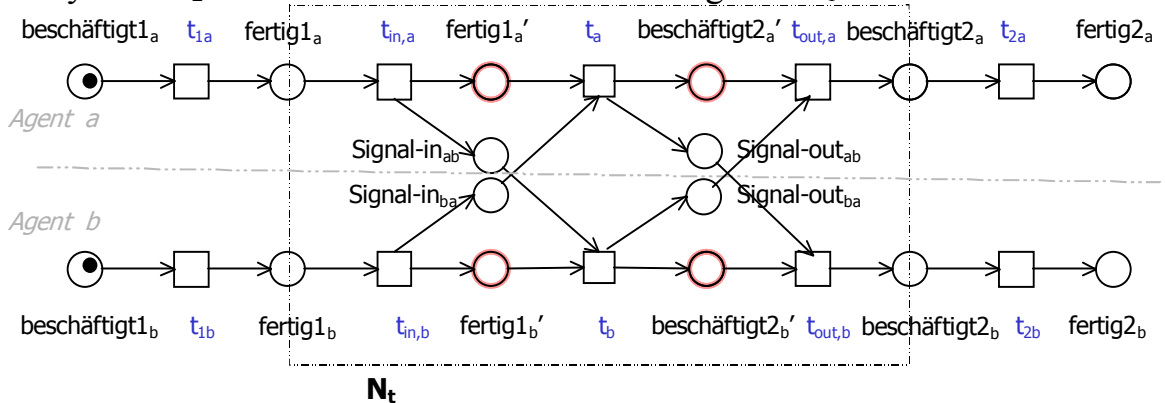 beschäftigt1a t1a fertig1a tin,a fertig1a′ ta beschäftigt2a′ tout,a beschäftigt2a t2a fertig2a
Agent a
Signal-inab Signal-outab
Signal-inba Signal-outba
Agent b
beschäftigt1b t1b fertig1b tin,b fertig1b′ tb beschäftigt2b′ tout,b beschäftigt2b t2b fertig2b
Nt